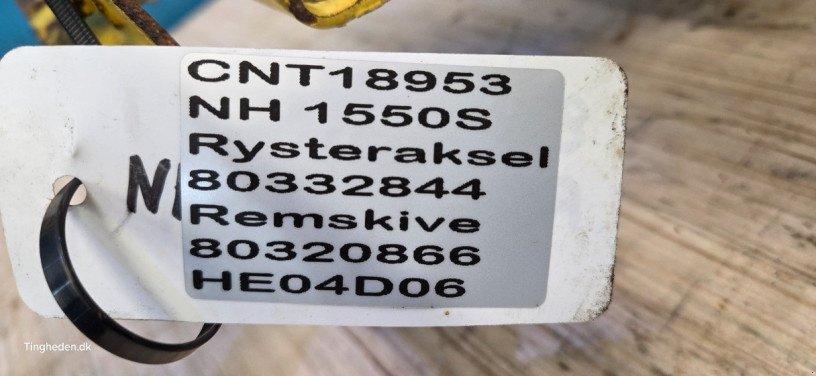 CNT18953
NH 1550S
Rysteraksel
80332844
Remskive
80320866
HE04D06
Tingheden.dk